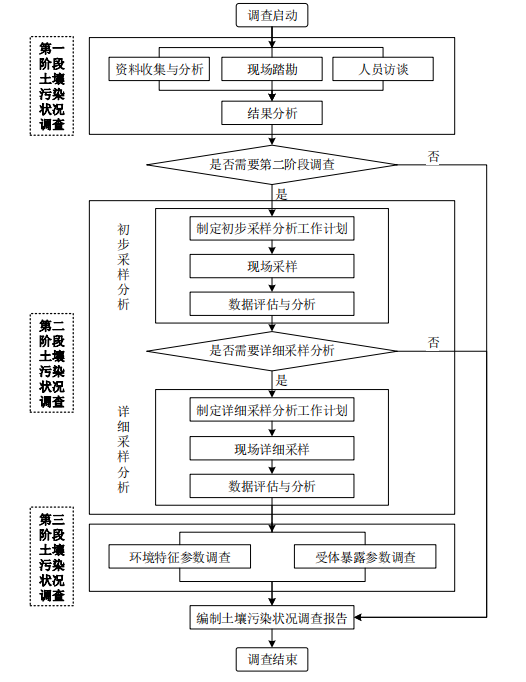 调查启动
第一
阶段
土壤
污染
状况
调查
资料收集与分析
现场踏勘
人员访谈
结果分析
是否需要第二阶段调查
否
是
初
步
采
样
分
析
制定初步采样分析工作计划
现场采样
数据评估与分析
第二
阶段
土壤
污染
状况
调查
是否需要详细采样分析
否
是
详
细
采
样
分
析
制定详细采样分析工作计划
现场详细采样
数据评估与分析
第三
阶段
土壤
污染
状况
调查
环境特征参数调查
受体暴露参数调查
编制土壤污染状况调查报告
调查结束